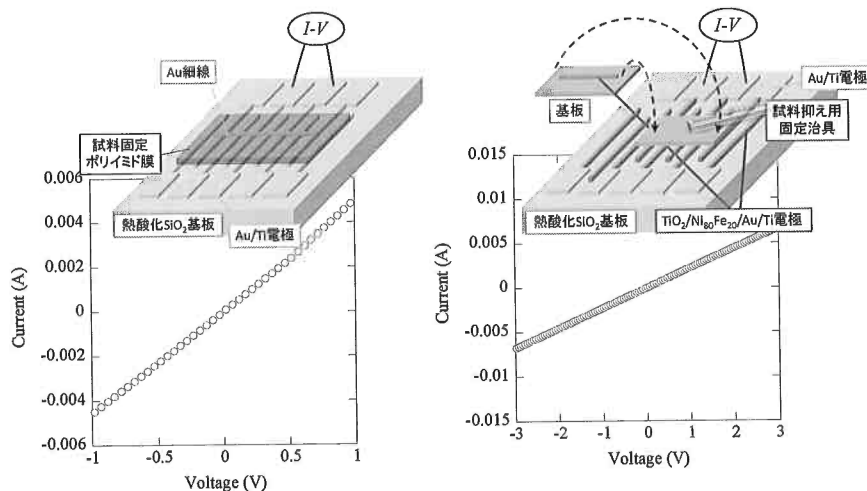 I-V
Au細線
試料固定
ポリイミド膜
熱酸化SiO₂基板
Au/Ti電極
0.006
0.004
0.002
0
-0.002
-0.004
-0.006
-1
-0.5
0
0.5
1
Current (A)
Voltage (V)
I-V
Au/Ti電極
基板
試料抑え用
固定治具
熱酸化SiO₂基板
TiO₂/Ni₈₀Fe₂₀/Au/Ti電極
0.015
0.01
0.005
0
-0.005
-0.01
-0.015
-3
-2
-1
0
1
2
3
Current (A)
Voltage (V)